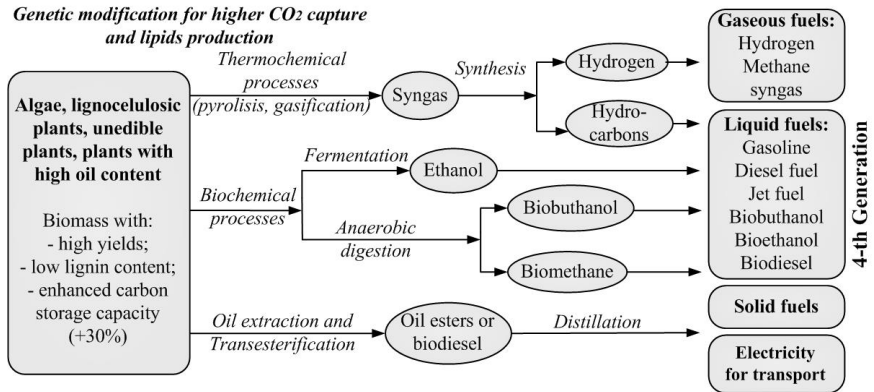 Genetic modification for higher CO2 capture
and lipids production
Algae, lignocelulosic
plants, unedible
plants, plants with
high oil content
Biomass with:
- high yields;
- low lignin content;
- enhanced carbon
storage capacity
(+30%)
Thermochemical
processes
(pyrolisis, gasification)
Syngas
Synthesis
Hydrogen
Hydro-
carbons
Biochemical
processes
Fermentation
Ethanol
Anaerobic
digestion
Biobuthanol
Biomethane
Oil extraction and
Transesterification
Oil esters or
biodiesel
Distillation
Gaseous fuels:
Hydrogen
Methane
syngas
Liquid fuels:
Gasoline
Diesel fuel
Jet fuel
Biobuthanol
Bioethanol
Biodiesel
Solid fuels
Electricity
for transport
4-th Generation